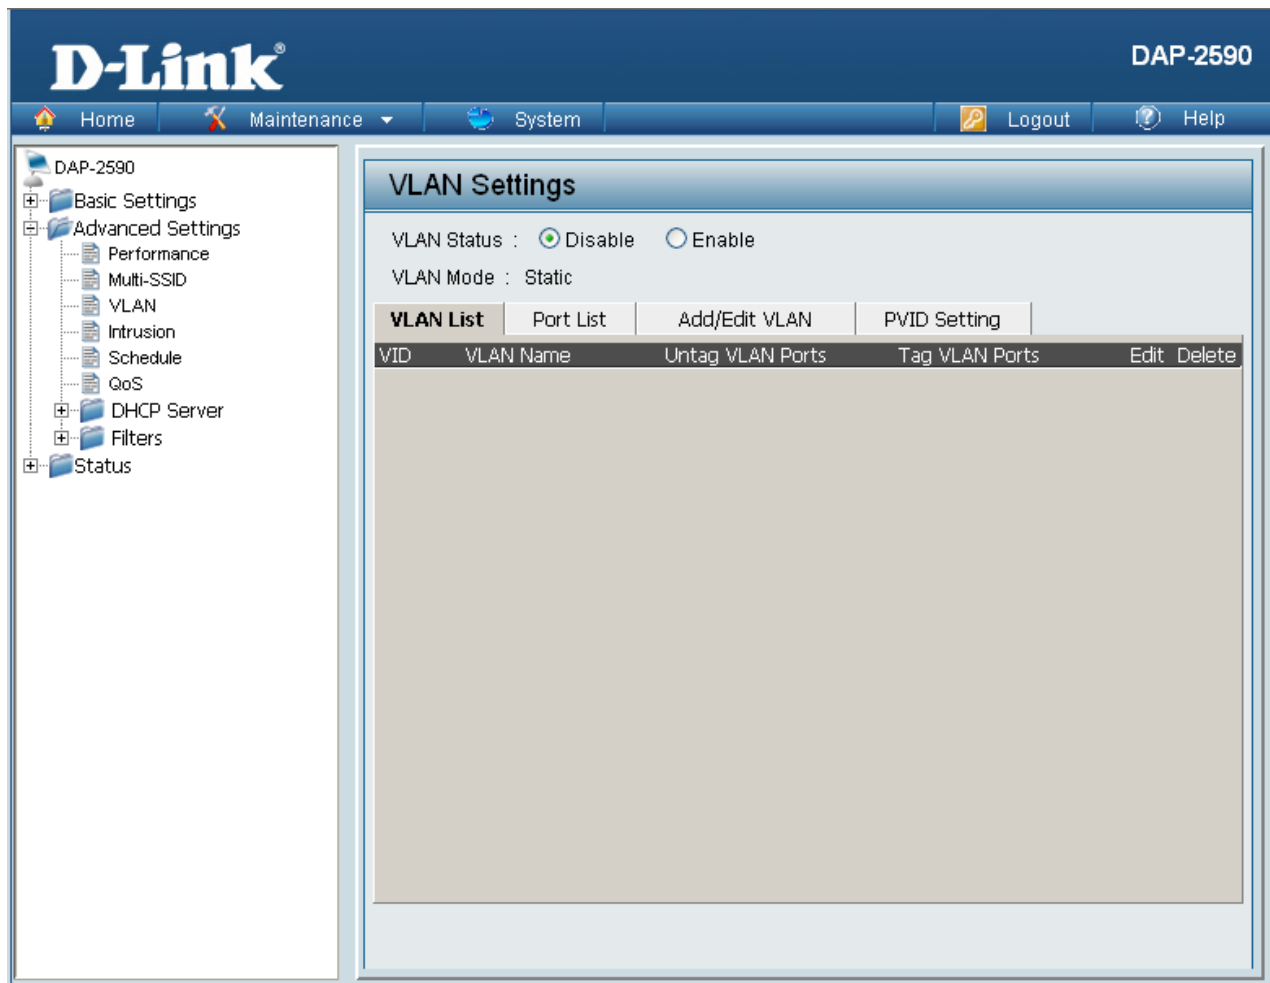 D-Link®
DAP-2590
Home Maintenance System Logout Help
DAP-2590
Basic Settings
Advanced Settings
Performance
Multi-SSID
VLAN
Intrusion
Schedule
QoS
DHCP Server
Filters
Status
VLAN Settings
VLAN Status : Disable Enable
VLAN Mode : Static
VLAN List Port List Add/Edit VLAN PVID Setting
VID VLAN Name Untag VLAN Ports Tag VLAN Ports Edit Delete